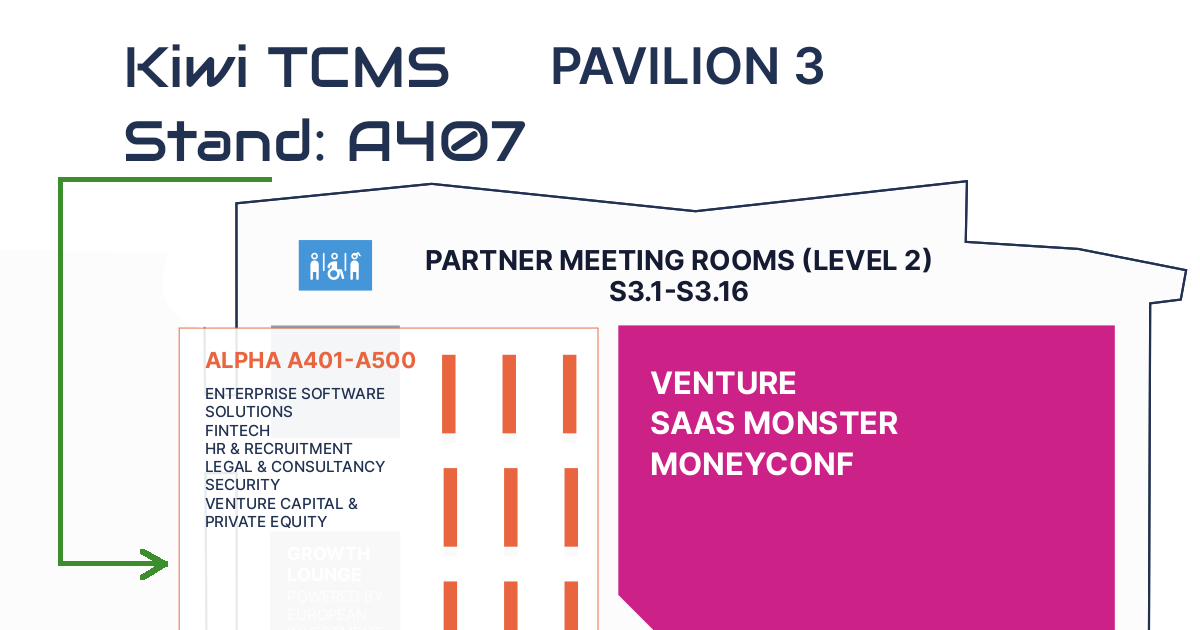 Kiwi TCMS
PAVILION 3
Stand: A407
PARTNER MEETING ROOMS (LEVEL 2)
S3.1-S3.16
ALPHA A401-A500
ENTERPRISE SOFTWARE
SOLUTIONS
FINTECH
HR & RECRUITMENT
LEGAL & CONSULTANCY
SECURITY
VENTURE CAPITAL &
PRIVATE EQUITY
GROWTH
LOUNGE
POWERED BY
EUROPEAN
VENTURE
SAAS MONSTER
MONEYCONF